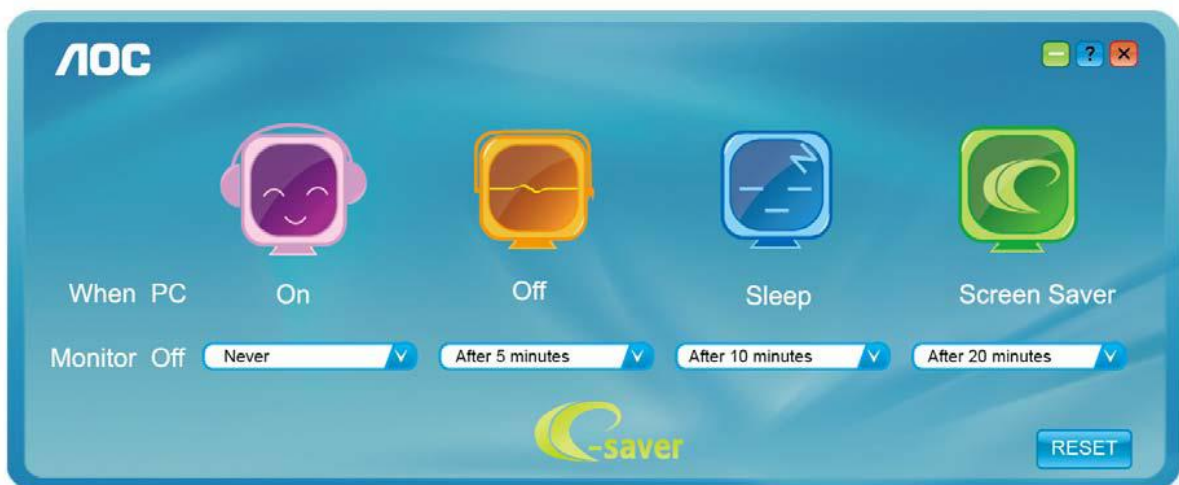 AOC
?
When PC On Off Sleep Screen Saver
Monitor Off Never After 5 minutes After 10 minutes After 20 minutes
e-saver
RESET